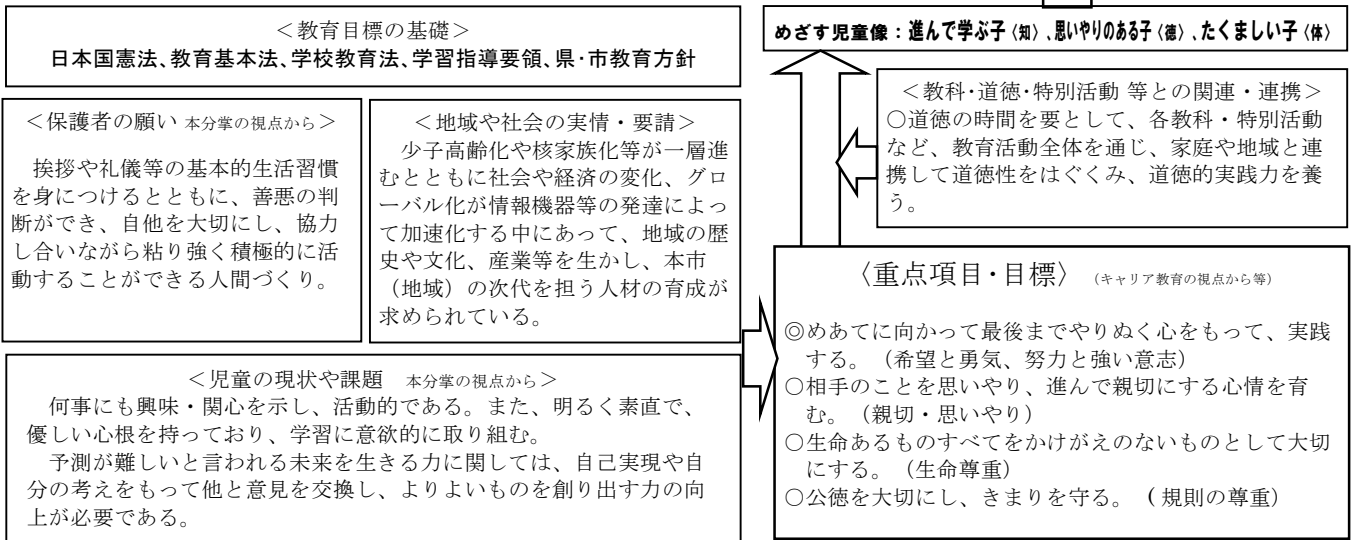 ＜教育目標の基礎＞
日本国憲法、教育基本法、学校教育法、学習指導要領、県・市教育方針
＜保護者の願い 本分掌の視点から＞
挨拶や礼儀等の基本的生活習慣
を身につけるとともに、善悪の判
断ができ、自他を大切にし、協力
し合いながら粘り強く積極的に活
動することができる人間づくり。
＜地域や社会の実情・要請＞
少子高齢化や核家族化等が一層進
むとともに社会や経済の変化、グロ
ーバル化が情報機器等の発達によっ
て加速化する中にあって、地域の歴
史や文化、産業等を生かし、本市
（地域）の次代を担う人材の育成が
求められている。
＜児童の現状や課題　本分掌の視点から＞
何事にも興味・関心を示し、活動的である。また、明るく素直で、
優しい心根を持っており、学習に意欲的に取り組む。
予測が難しいと言われる未来を生きる力に関しては、自己実現や自
分の考えをもって他と意見を交換し、よりよいものを創り出す力の向
上が必要である。
めざす児童像：進んで学ぶ子〈知〉、思いやりのある子〈徳〉、たくましい子〈体〉
＜教科・道徳・特別活動 等との関連・連携＞
○道徳の時間を要として、各教科・特別活動
など、教育活動全体を通じ、家庭や地域と連
携して道徳性をはぐくみ、道徳的実践力を養
う。
〈重点項目・目標〉（キャリア教育の視点から等）
◎めあてに向かって最後までやりぬく心をもって、実践
する。（希望と勇気、努力と強い意志）
○相手のことを思いやり、進んで親切にする心情を育
む。（親切・思いやり）
○生命あるものすべてをかけがえのないものとして大切
にする。（生命尊重）
○公徳を大切にし、きまりを守る。（規則の尊重）